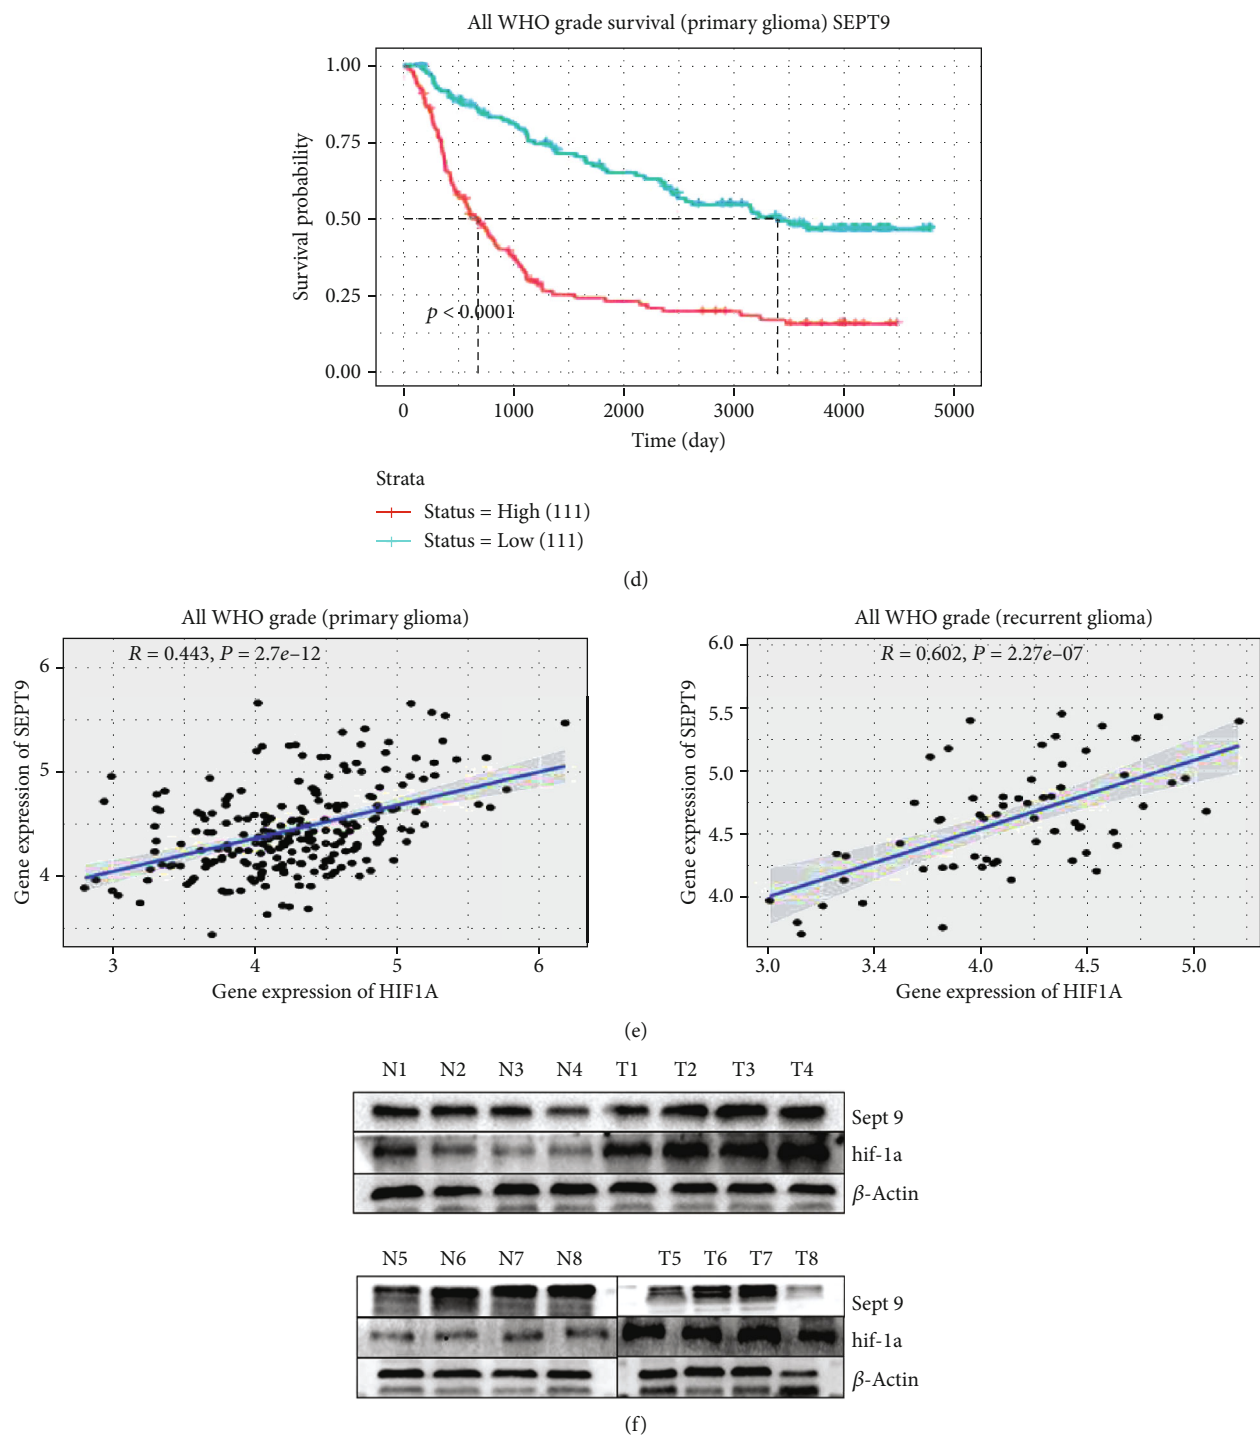 All WHO grade survival (primary glioma) SEPT9
Survival probability
1.00
0.75
0.50
0.25
0.00
p < 0.0001
0 1000 2000 3000 4000 5000
Time (day)
Strata
Status = High (111)
Status = Low (111)
(d)
All WHO grade (primary glioma)
R = 0.443, P = 2.7e–12
Gene expression of SEPT9
6
5
4
3 4 5 6
Gene expression of HIF1A
All WHO grade (recurrent glioma)
R = 0.602, P = 2.27e–07
Gene expression of SEPT9
6.0
5.5
5.0
4.5
4.0
3.0 3.4 4.0 4.5 5.0
Gene expression of HIF1A
(e)
N1 N2 N3 N4 T1 T2 T3 T4
Sept 9
hif-1a
β-Actin
N5 N6 N7 N8 T5 T6 T7 T8
Sept 9
hif-1a
β-Actin
(f)